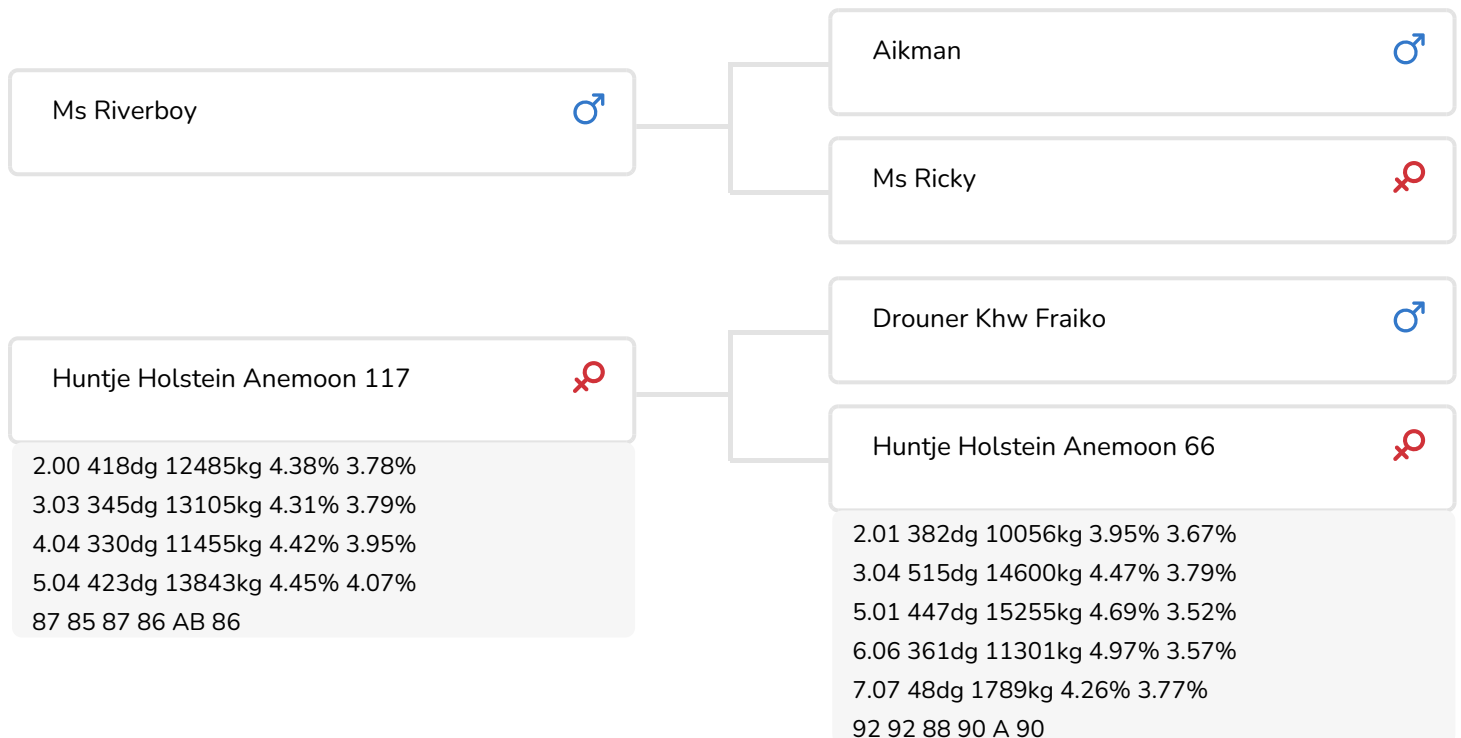 Aikman
Ms Riverboy
Ms Ricky
Drouner Khw Fraiko
Huntje Holstein Anemoon 117
2.00 418dg 12485kg 4.38% 3.78%
3.03 345dg 13105kg 4.31% 3.79%
4.04 330dg 11455kg 4.42% 3.95%
5.04 423dg 13843kg 4.45% 4.07%
87 85 87 86 AB 86
Huntje Holstein Anemoon 66
2.01 382dg 10056kg 3.95% 3.67%
3.04 515dg 14600kg 4.47% 3.79%
5.01 447dg 15255kg 4.69% 3.52%
6.06 361dg 11301kg 4.97% 3.57%
7.07 48dg 1789kg 4.26% 3.77%
92 92 88 90 A 90